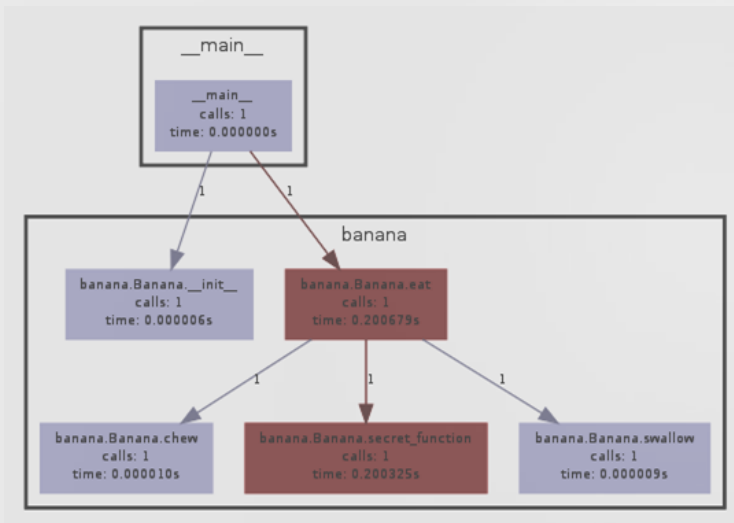 __main__
__main__
calls: 1
time: 0.000000s
1
1
banana
banana.Banana.__init__
calls: 1
time: 0.000006s
banana.Banana.eat
calls: 1
time: 0.200679s
1
1
1
banana.Banana.chew
calls: 1
time: 0.000010s
banana.Banana.secret_function
calls: 1
time: 0.200325s
banana.Banana.swallow
calls: 1
time: 0.000009s